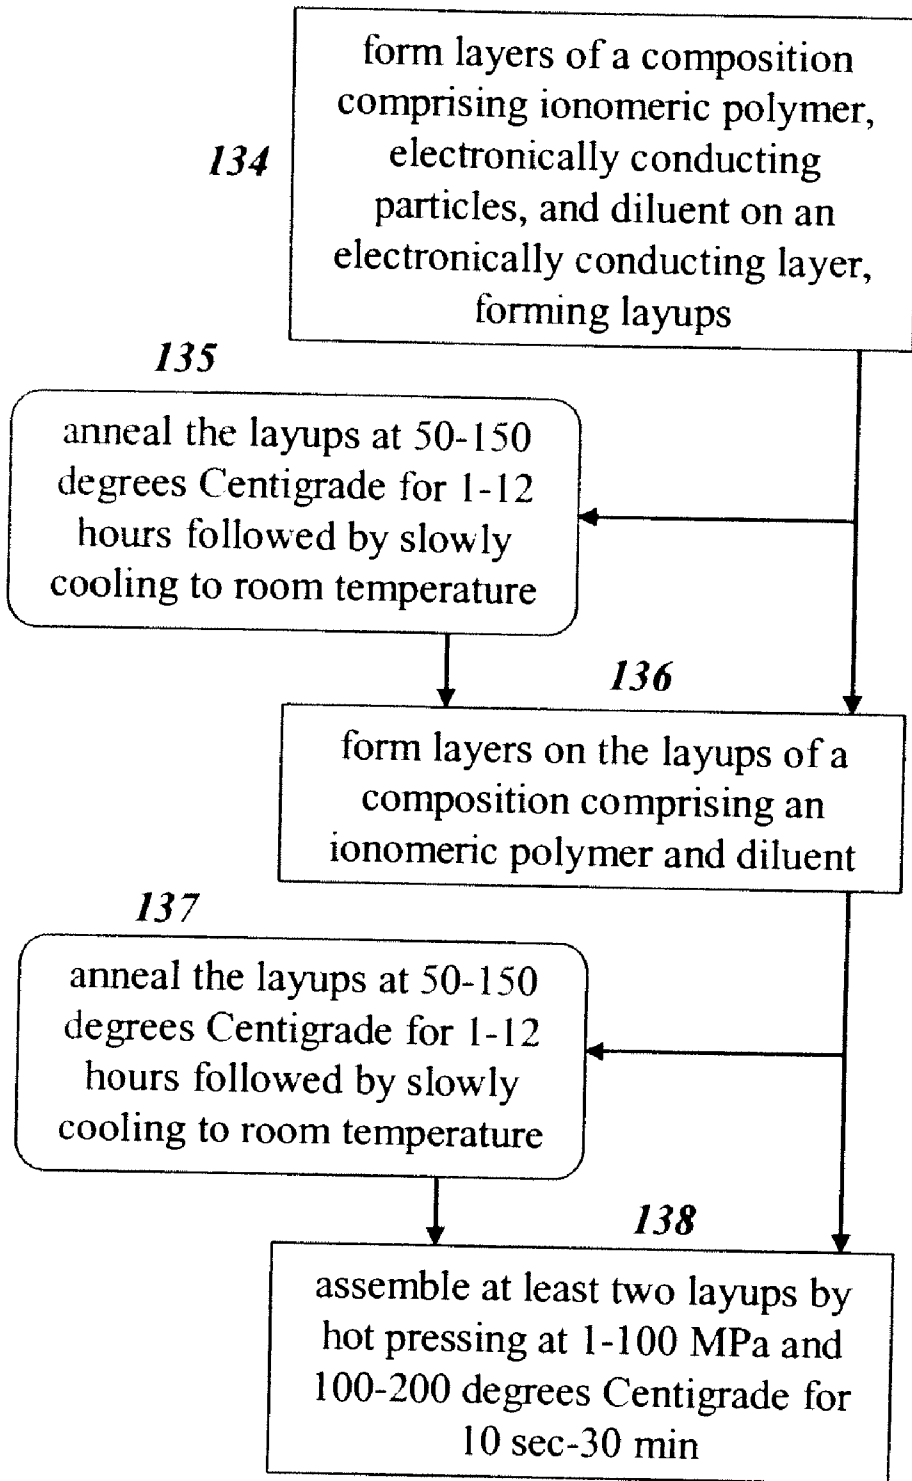 134
form layers of a composition
comprising ionomeric polymer,
electronically conducting
particles, and diluent on an
electronically conducting layer,
forming layups
135
anneal the layups at 50-150
degrees Centigrade for 1-12
hours followed by slowly
cooling to room temperature
136
form layers on the layups of a
composition comprising an
ionomeric polymer and diluent
137
anneal the layups at 50-150
degrees Centigrade for 1-12
hours followed by slowly
cooling to room temperature
138
assemble at least two layups by
hot pressing at 1-100 MPa and
100-200 degrees Centigrade for
10 sec-30 min